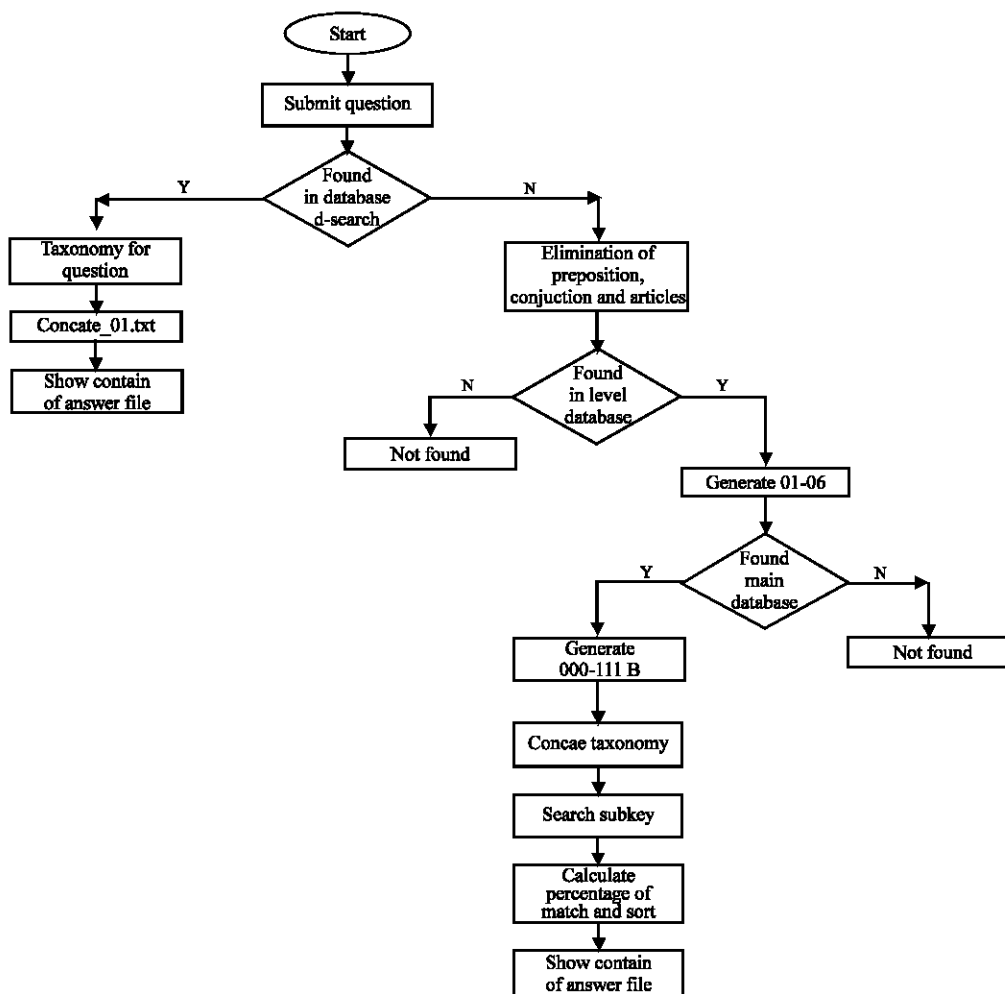 Start
Submit question
Found
in database
d-search
Y
N
Taxonomy for
question
Concate_01.txt
Show contain
of answer file
Elimination of
preposition,
conjuction and articles
Found
in level
database
N
Y
Not found
Generate 01-06
Found
main
database
Y
N
Generate
000-111 B
Not found
Concae taxonomy
Search subkey
Calculate
percentage of
match and sort
Show contain
of answer file